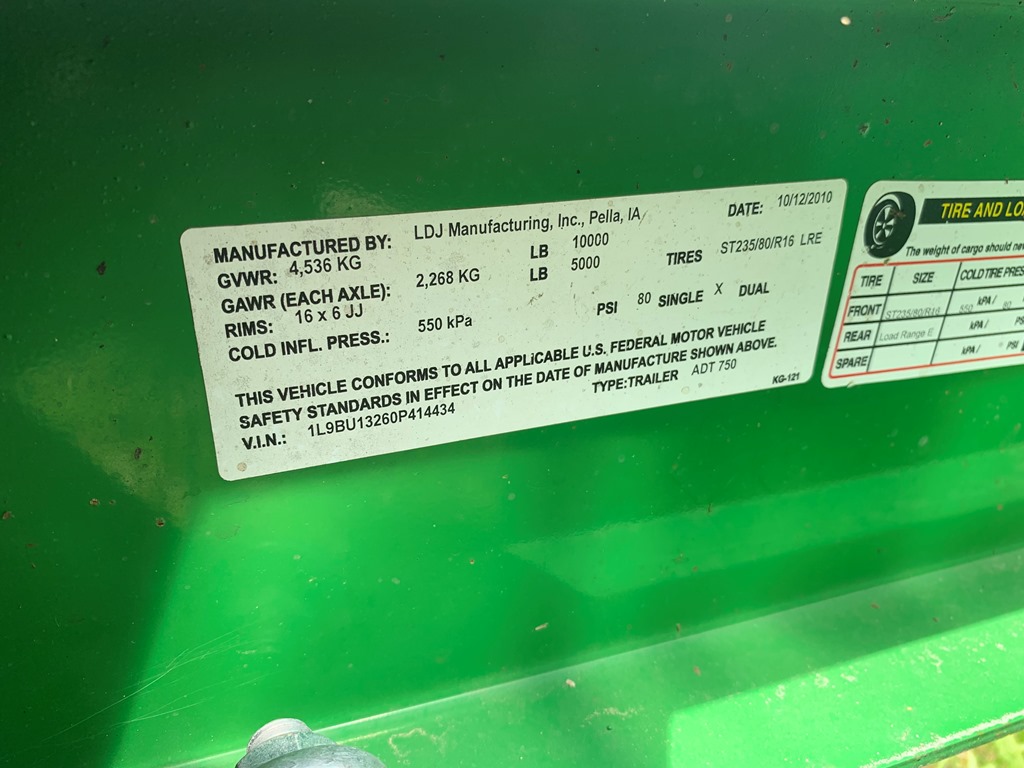 MANUFACTURED BY: LDJ Manufacturing, Inc., Pella, IA DATE: 10/12/2010
GVWR: 4,536 KG LB 10000
GAWR (EACH AXLE): 2,268 KG LB 5000 TIRES ST235/80/R16 LRE
RIMS: 16 x 6 JJ
COLD INFL. PRESS.: 550 kPa PSI 80 SINGLE X DUAL
THIS VEHICLE CONFORMS TO ALL APPLICABLE U.S. FEDERAL MOTOR VEHICLE
SAFETY STANDARDS IN EFFECT ON THE DATE OF MANUFACTURE SHOWN ABOVE.
V.I.N.: 1L9BU13260P414434 TYPE:TRAILER ADT 750 KG-121
TIRE AND LO
The weight of cargo should ne
TIRE SIZE COLD TIRE PRES
FRONT ST235/80/R16 550 kPA / 80
REAR Load Range E kPA / PS
SPARE kPA / PSI